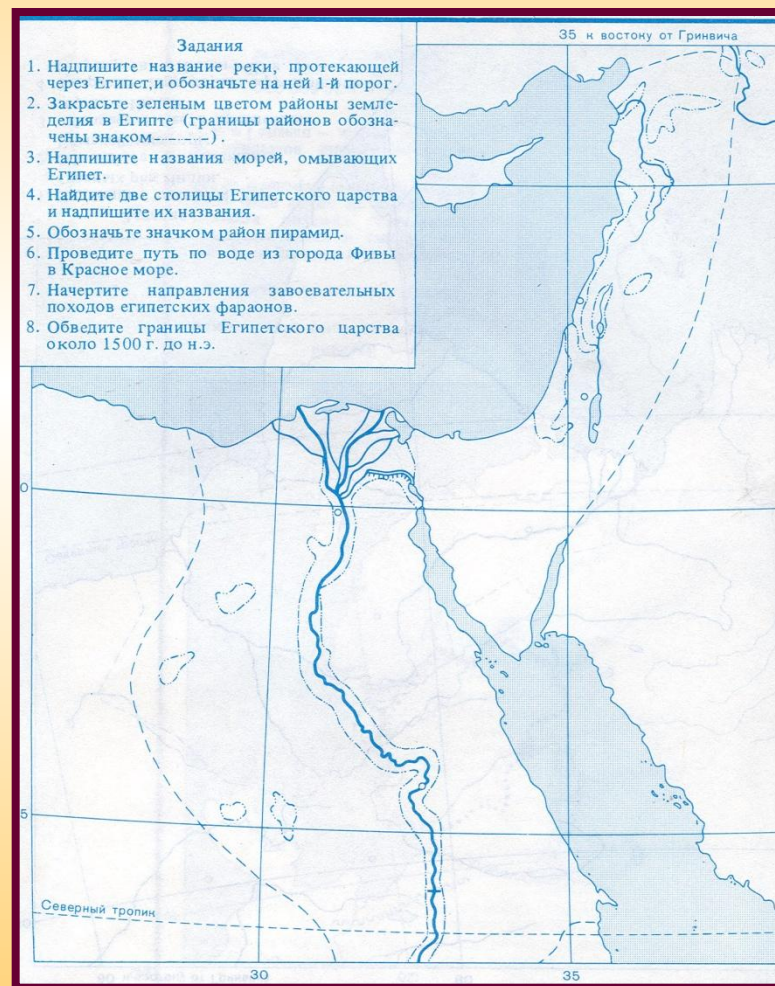 Задания
1. Надпишите название реки, протекающей
через Египет, и обозначьте на ней 1-й порог.
2. Закрасьте зеленым цветом районы земле-
делия в Египте (границы районов обозна-
чены знаком-·-·-·-) .
3. Надпишите названия морей, омывающих
Египет.
4. Найдите две столицы Египетского царства
и надпишите их названия.
5. Обозначьте значком район пирамид.
6. Проведите путь по воде из города Фивы
в Красное море.
7. Начертите направления завоевательных
походов египетских фараонов.
8. Обведите границы Египетского царства
около 1500 г. до н.э.
35 к востоку от Гринвича
0
5
Северный тропик
30
35